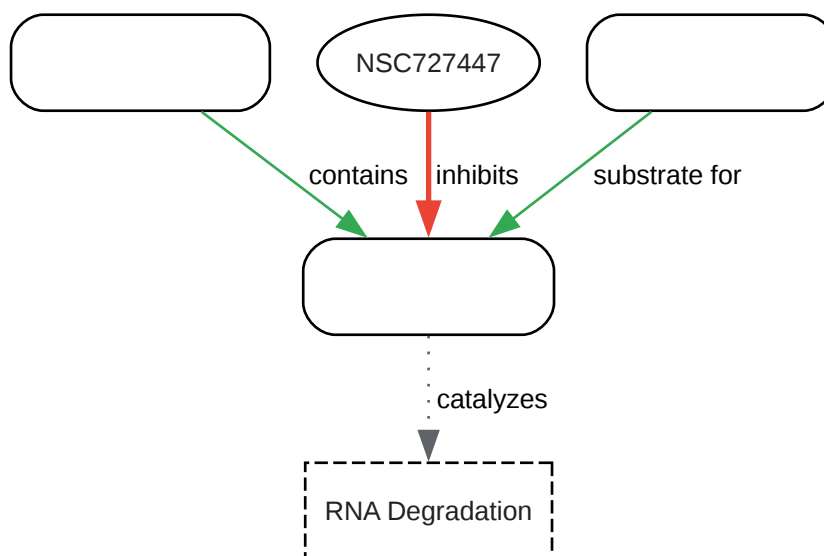 NSC727447
contains
inhibits
substrate for
catalyzes
RNA Degradation